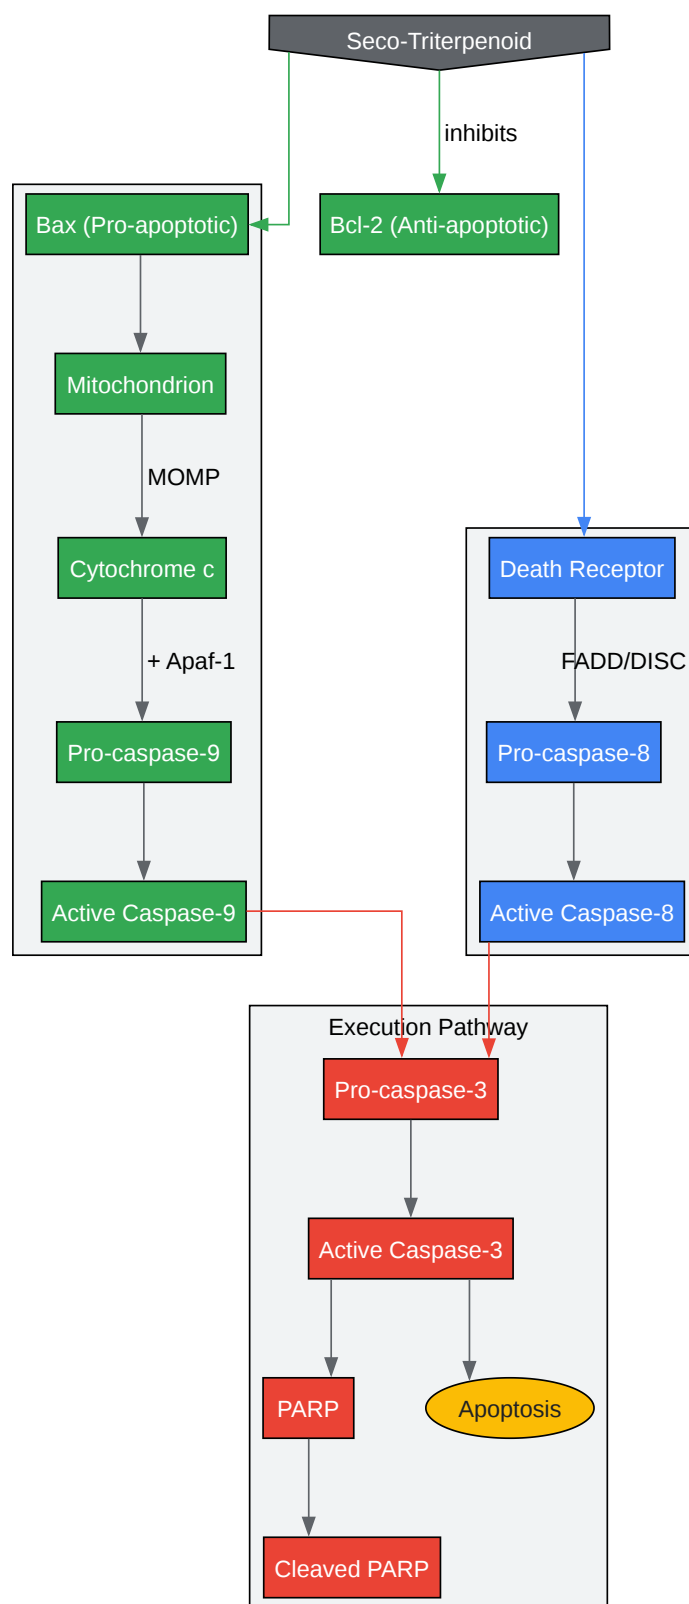 Seco-Triterpenoid
inhibits
Bax (Pro-apoptotic)
Bcl-2 (Anti-apoptotic)
Mitochondrion
MOMP
Cytochrome c
Death Receptor
+ Apaf-1
FADD/DISC
Pro-caspase-9
Pro-caspase-8
Active Caspase-9
Active Caspase-8
Execution Pathway
Pro-caspase-3
Active Caspase-3
PARP
Apoptosis
Cleaved PARP